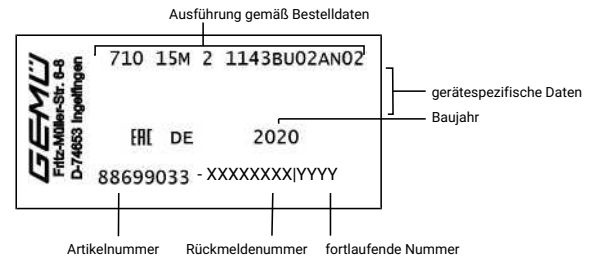 Ausführung gemäß Bestelldaten
GEMÜ
Fritz-Müller-Str. 6-8
D-74653 Ingelfingen
710 15M 2 1143BU02AN02
gerätespezifische Daten
Baujahr
EAC DE 2020
88699033 - XXXXXXXX|YYYY
Artikelnummer Rückmeldenummer fortlaufende Nummer